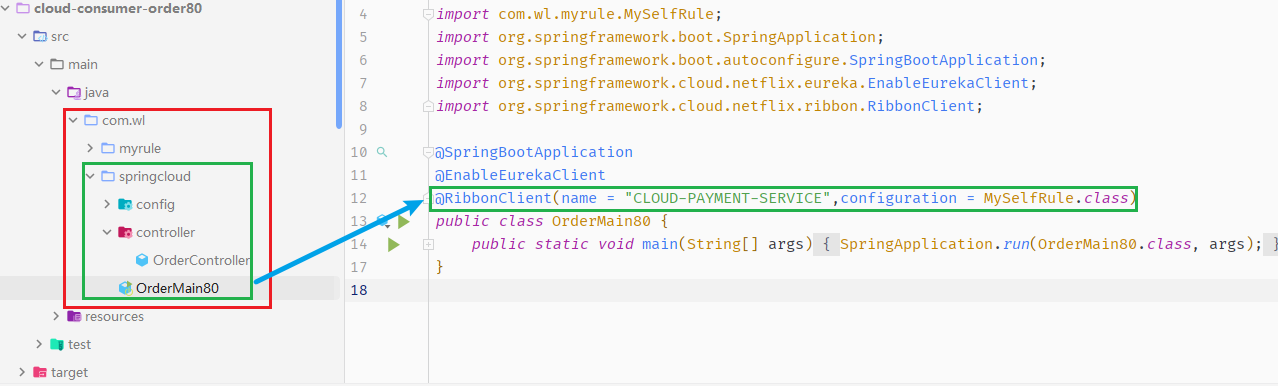 cloud-consumer-order80
src
main
java
com.wl
myrule
springcloud
config
controller
OrderController
OrderMain80
resources
test
target
4 import com.wl.myrule.MySelfRule;
5 import org.springframework.boot.SpringApplication;
6 import org.springframework.boot.autoconfigure.SpringBootApplication;
7 import org.springframework.cloud.netflix.eureka.EnableEurekaClient;
8 import org.springframework.cloud.netflix.ribbon.RibbonClient;
9
10 @SpringBootApplication
11 @EnableEurekaClient
12 @RibbonClient(name = "CLOUD-PAYMENT-SERVICE",configuration = MySelfRule.class)
13 public class OrderMain80 {
14 public static void main(String[] args) { SpringApplication.run(OrderMain80.class, args); }
17 }
18